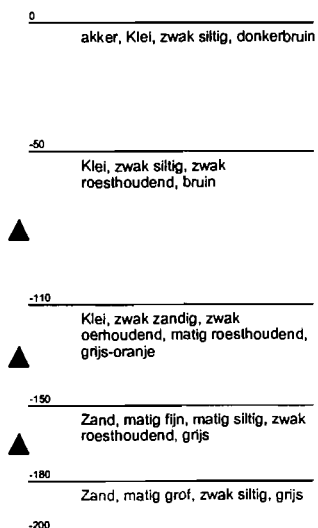 0
akker, Klei, zwak siltig, donkerbruin
-50
Klei, zwak siltig, zwak
roesthoudend, bruin
-110
Klei, zwak zandig, zwak
oerhoudend, matig roesthoudend,
grijs-oranje
-150
Zand, matig fijn, matig siltig, zwak
roesthoudend, grijs
-180
Zand, matig grof, zwak siltig, grijs
-200